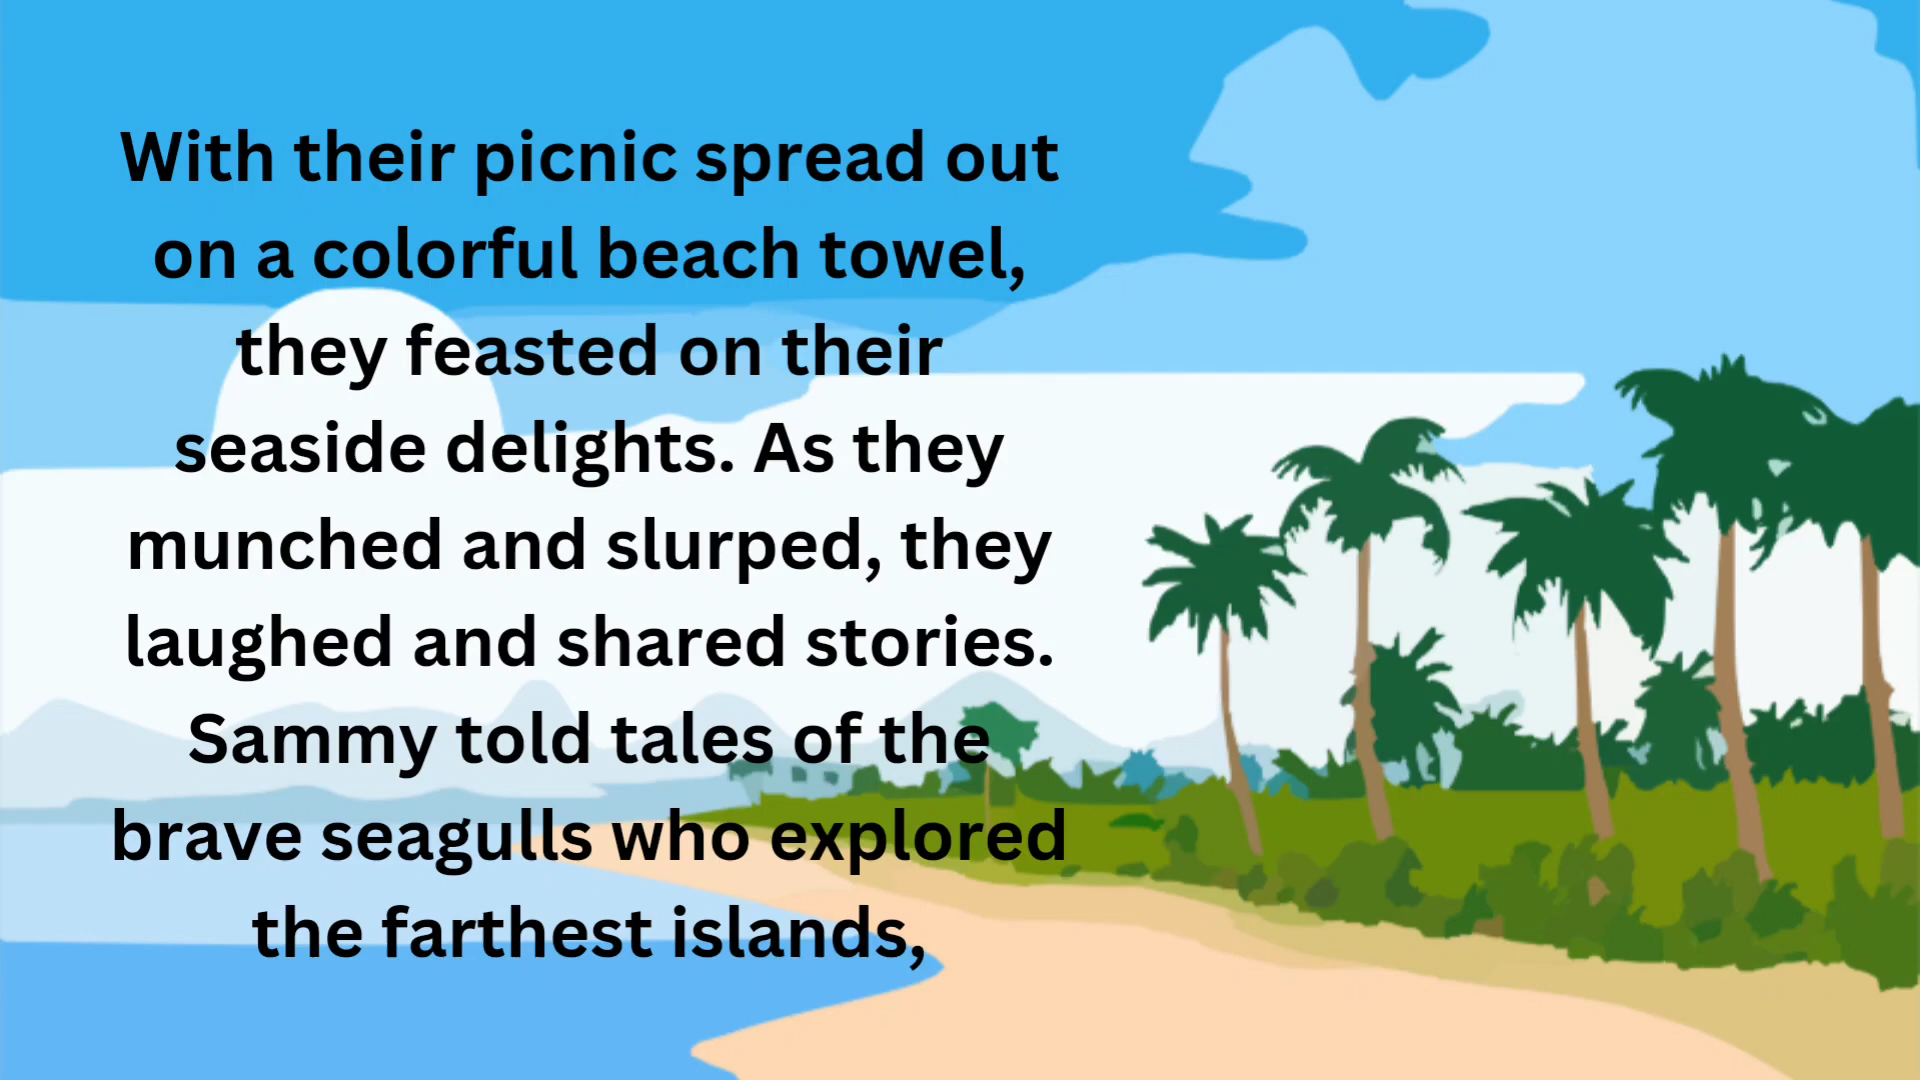 With their picnic spread out
on a colorful beach towel,
they feasted on their
seaside delights. As they
munched and slurped, they
laughed and shared stories.
Sammy told tales of the
brave seagulls who explored
the farthest islands,